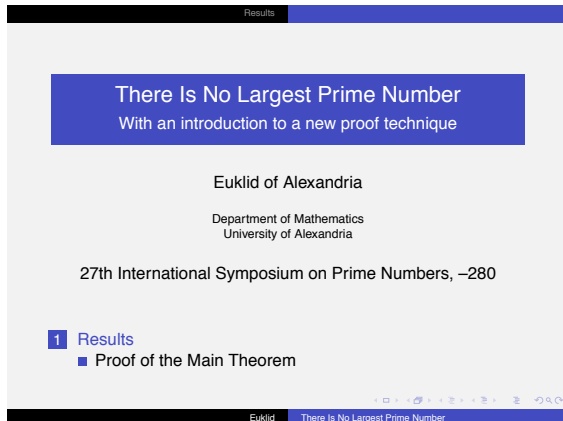 Results
There Is No Largest Prime Number
With an introduction to a new proof technique
Euklid of Alexandria
Department of Mathematics
University of Alexandria
27th International Symposium on Prime Numbers, –280
1 Results
Proof of the Main Theorem
Euklid There Is No Largest Prime Number